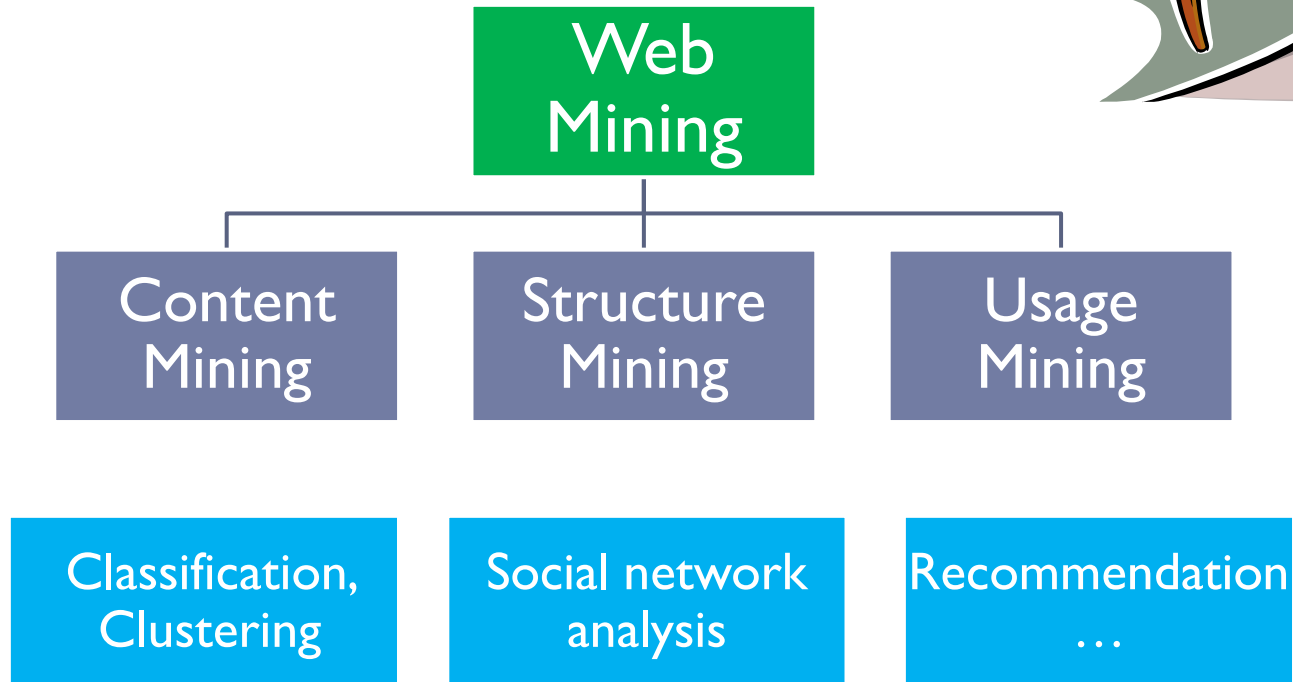 Web
Mining
Content
Mining
Structure
Mining
Usage
Mining
Classification,
Clustering
Social network
analysis
Recommendation
…